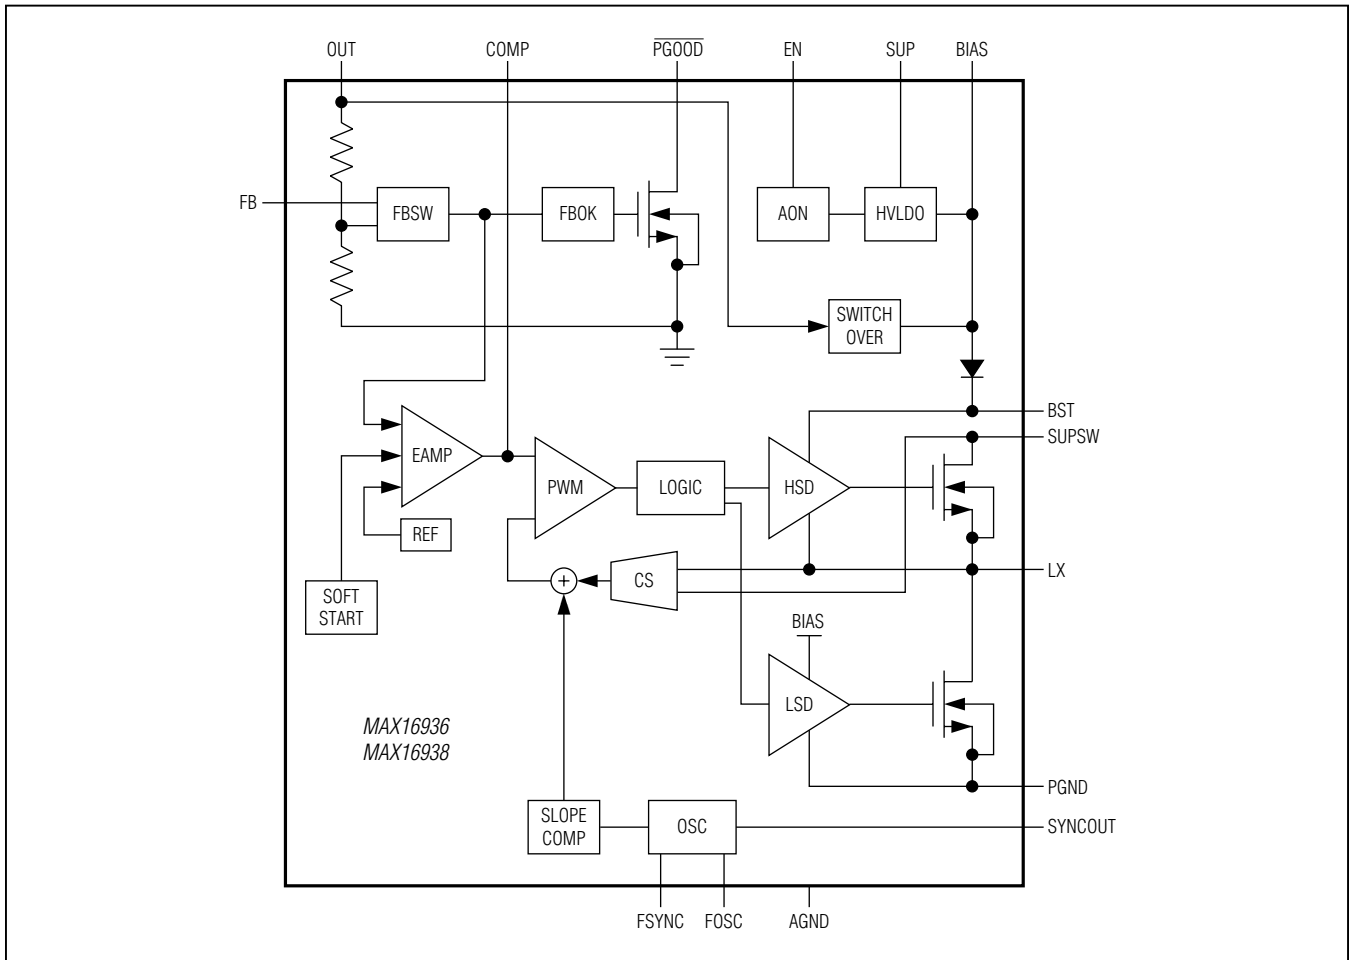 OUT COMP PGOOD EN SUP BIAS
FB
FBSW
FBOK
AON
HVLDO
SWITCH
OVER
BST
SUPSW
EAMP
PWM
LOGIC
HSD
REF
CS
+
LX
SOFT
START
BIAS
LSD
MAX16936
MAX16938
PGND
SLOPE
COMP
OSC
SYNCOUT
FSYNC FOSC AGND